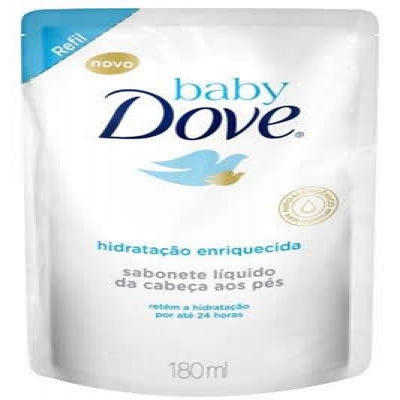 Refil
novo
baby
Dove
hidratação enriquecida
sabonete líquido
da cabeça aos pés
retém a hidratação
por até 24 horas
180ml